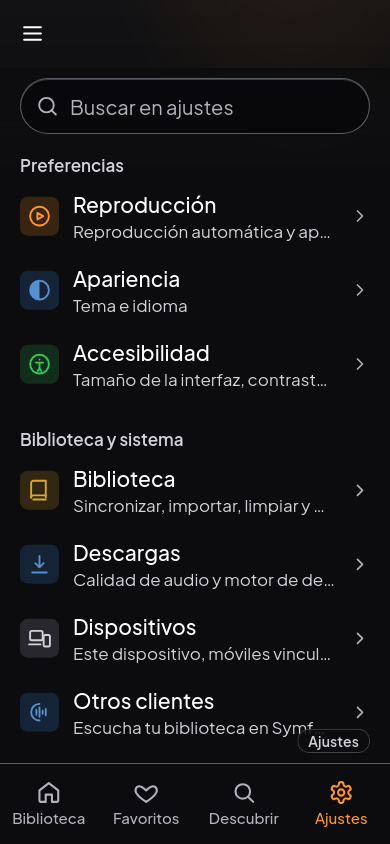 Buscar en ajustes
Preferencias
Reproducción
Reproducción automática y ap...
Apariencia
Tema e idioma
Accesibilidad
Tamaño de la interfaz, contrast...
Biblioteca y sistema
Biblioteca
Sincronizar, importar, limpiar y ...
Descargas
Calidad de audio y motor de de...
Dispositivos
Este dispositivo, móviles vincul...
Otros clientes
Escucha tu biblioteca en Symf...
Ajustes
Biblioteca
Favoritos
Descubrir
Ajustes